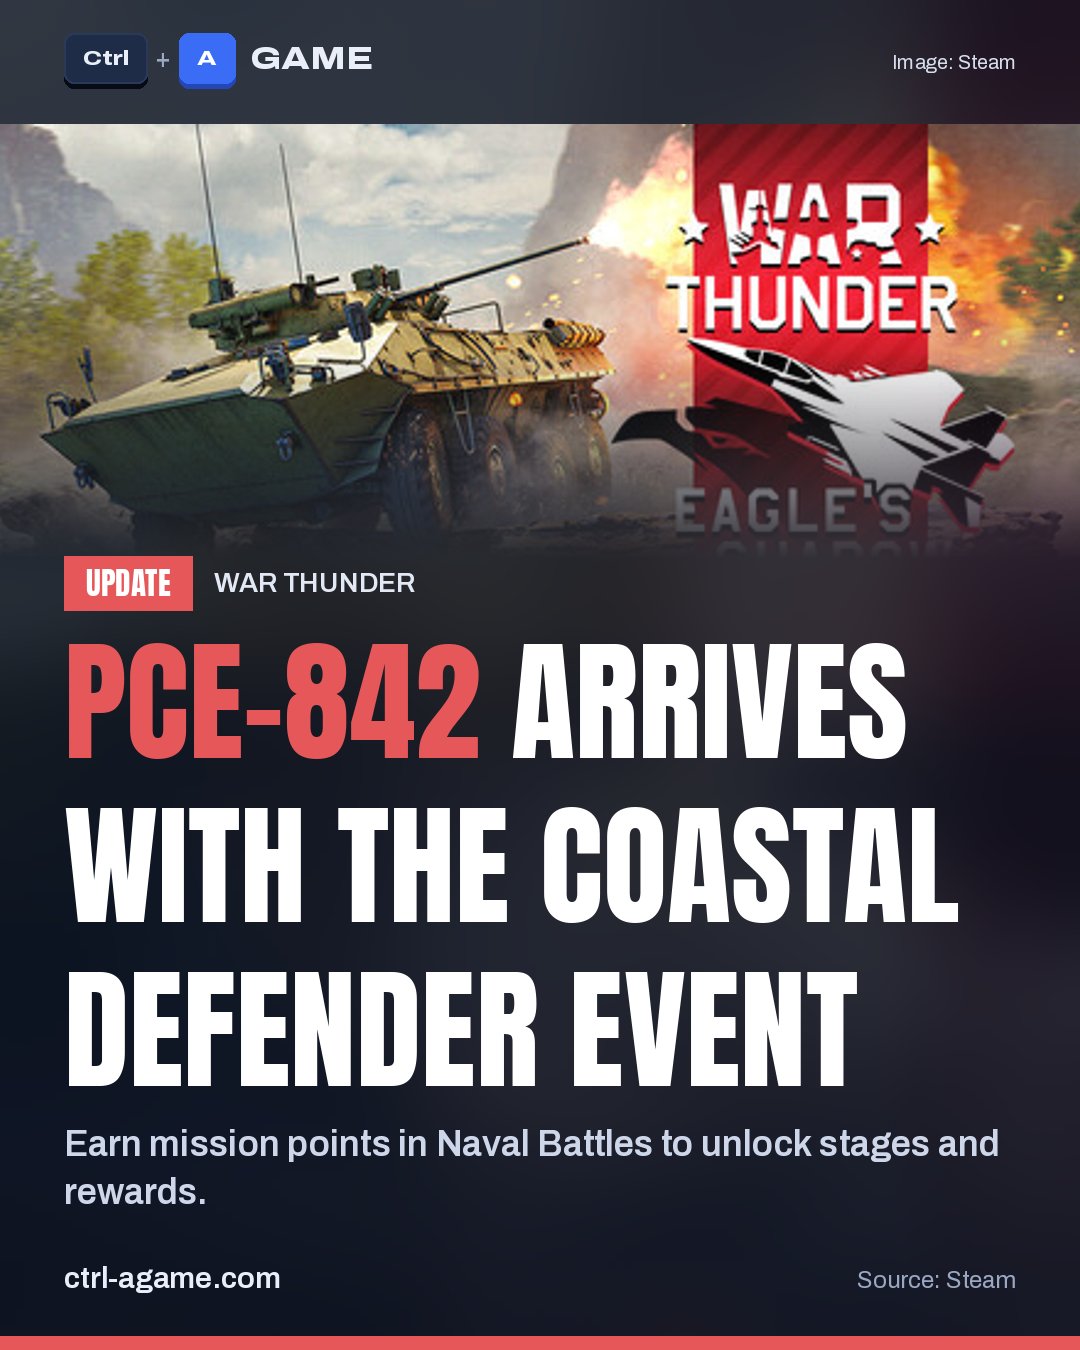 Ctrl + A GAME
Image: Steam
WAR
THUNDER
EAGLE'S
SHADOW
UPDATE WAR THUNDER
PCE-842 ARRIVES
WITH THE COASTAL
DEFENDER EVENT
Earn mission points in Naval Battles to unlock stages and
rewards.
ctrl-agame.com
Source: Steam